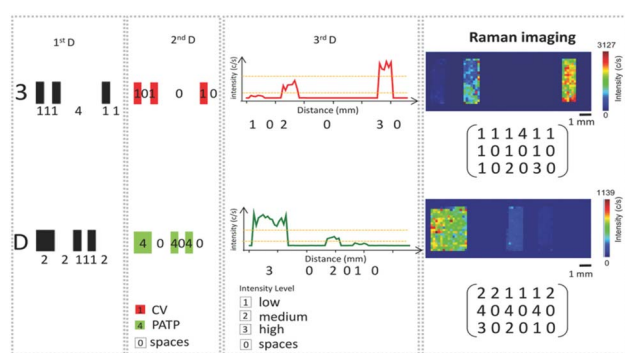 1st D
2nd D
3rd D
Raman imaging
3
111 4 1 1
101 0 1 0
intensity (c/s)
Distance (mm)
1 0 2 0 3 0
3127
Intensity (c/s)
0
1 mm
1 1 1 4 1 1
1 0 1 0 1 0
1 0 2 0 3 0
D
2 2 111 2
4 0 404 0
intensity (c/s)
Distance (mm)
3 0 2 0 1 0
1139
Intensity (c/s)
0
1 mm
2 2 1 1 1 2
4 0 4 0 4 0
3 0 2 0 1 0
1 CV
4 PATP
0 spaces
Intensity Level
1 low
2 medium
3 high
0 spaces